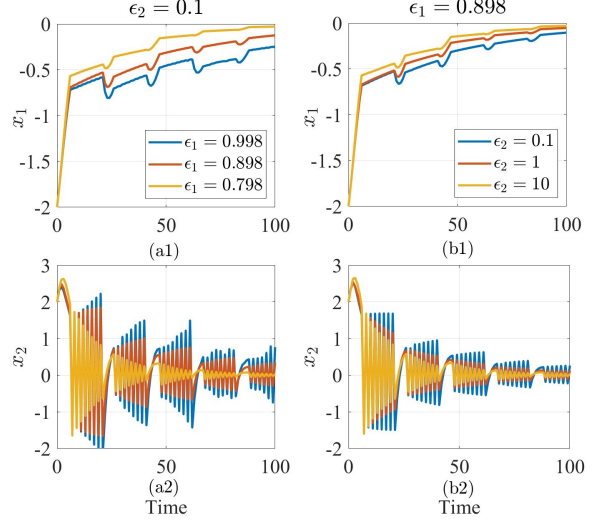 ϵ₂ = 0.1
ϵ₁ = 0.898
0
-0.5
-1
-1.5
-2
x₁
ϵ₁ = 0.998
ϵ₁ = 0.898
ϵ₁ = 0.798
0
50
100
(a1)
0
-0.5
-1
-1.5
-2
x₁
ϵ₂ = 0.1
ϵ₂ = 1
ϵ₂ = 10
0
50
100
(b1)
3
2
1
0
-1
-2
x₂
0
50
100
(a2)
Time
3
2
1
0
-1
-2
x₂
0
50
100
(b2)
Time